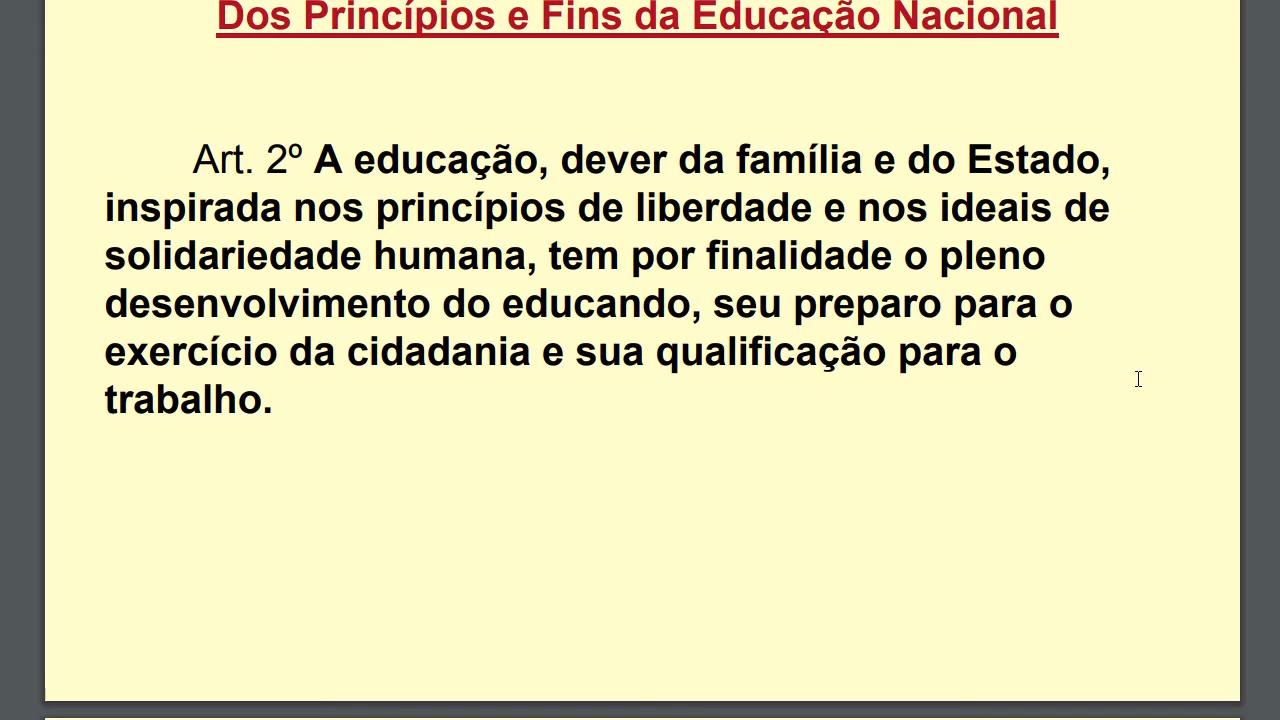 Dos Princípios e Fins da Educação Nacional
Art. 2º A educação, dever da família e do Estado,
inspirada nos princípios de liberdade e nos ideais de
solidariedade humana, tem por finalidade o pleno
desenvolvimento do educando, seu preparo para o
exercício da cidadania e sua qualificação para o
trabalho.